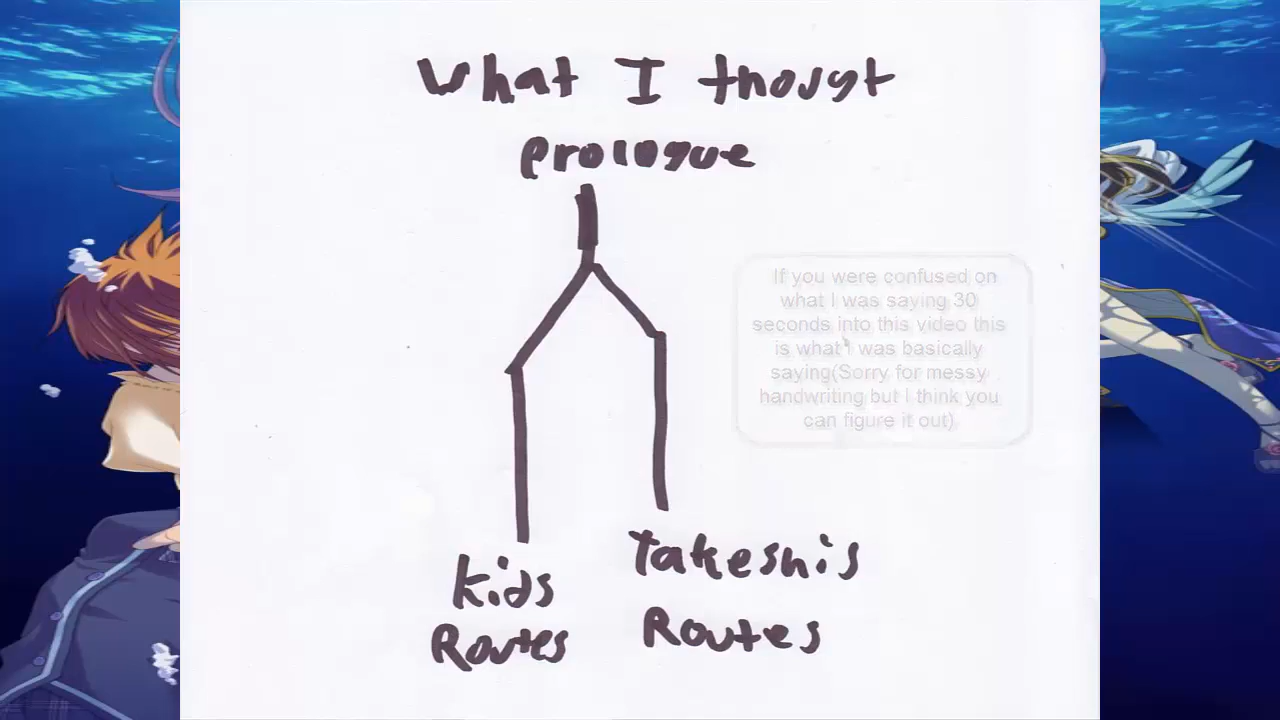 What I thouyt
prologue
If you were confused on
what I was saying 30
seconds into this video this
is what I was basically
saying(Sorry for messy
handwriting but I think you
can figure it out)
Kids
Routes
Takeshis
Routes